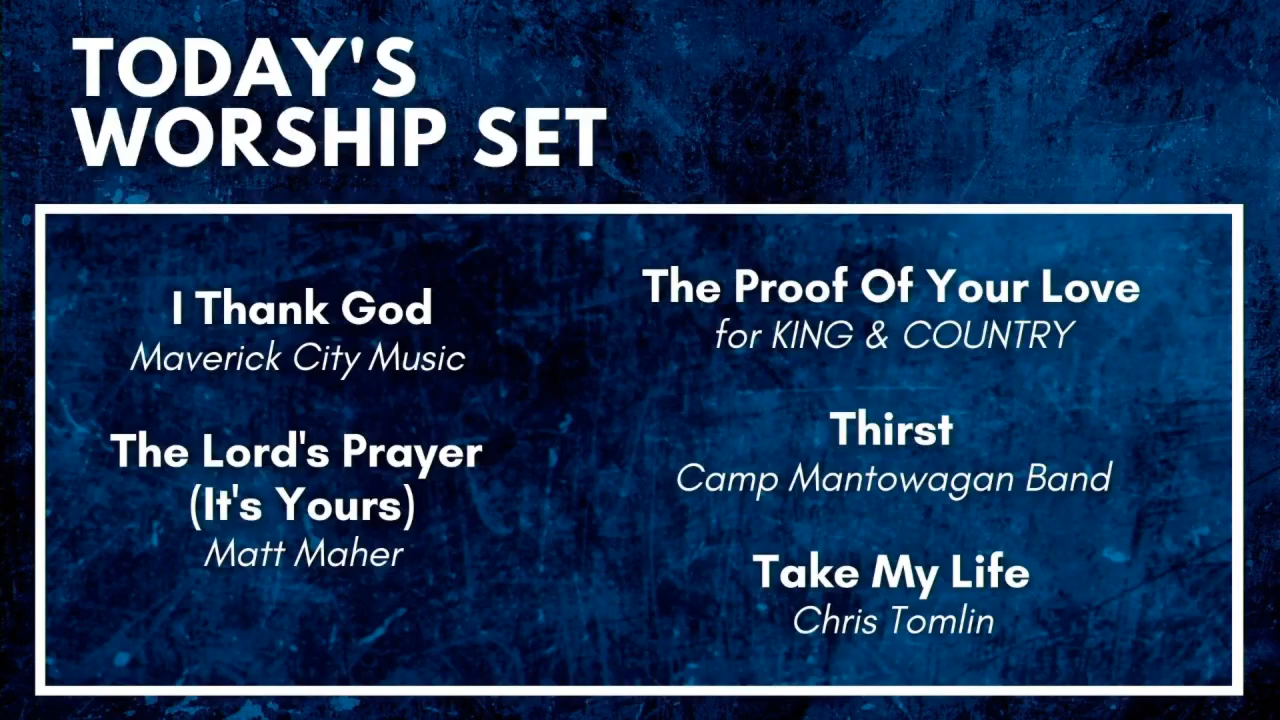 TODAY'S
WORSHIP SET
I Thank God
Maverick City Music
The Lord's Prayer
(It's Yours)
Matt Maher
The Proof Of Your Love
for KING & COUNTRY
Thirst
Camp Mantowagan Band
Take My Life
Chris Tomlin